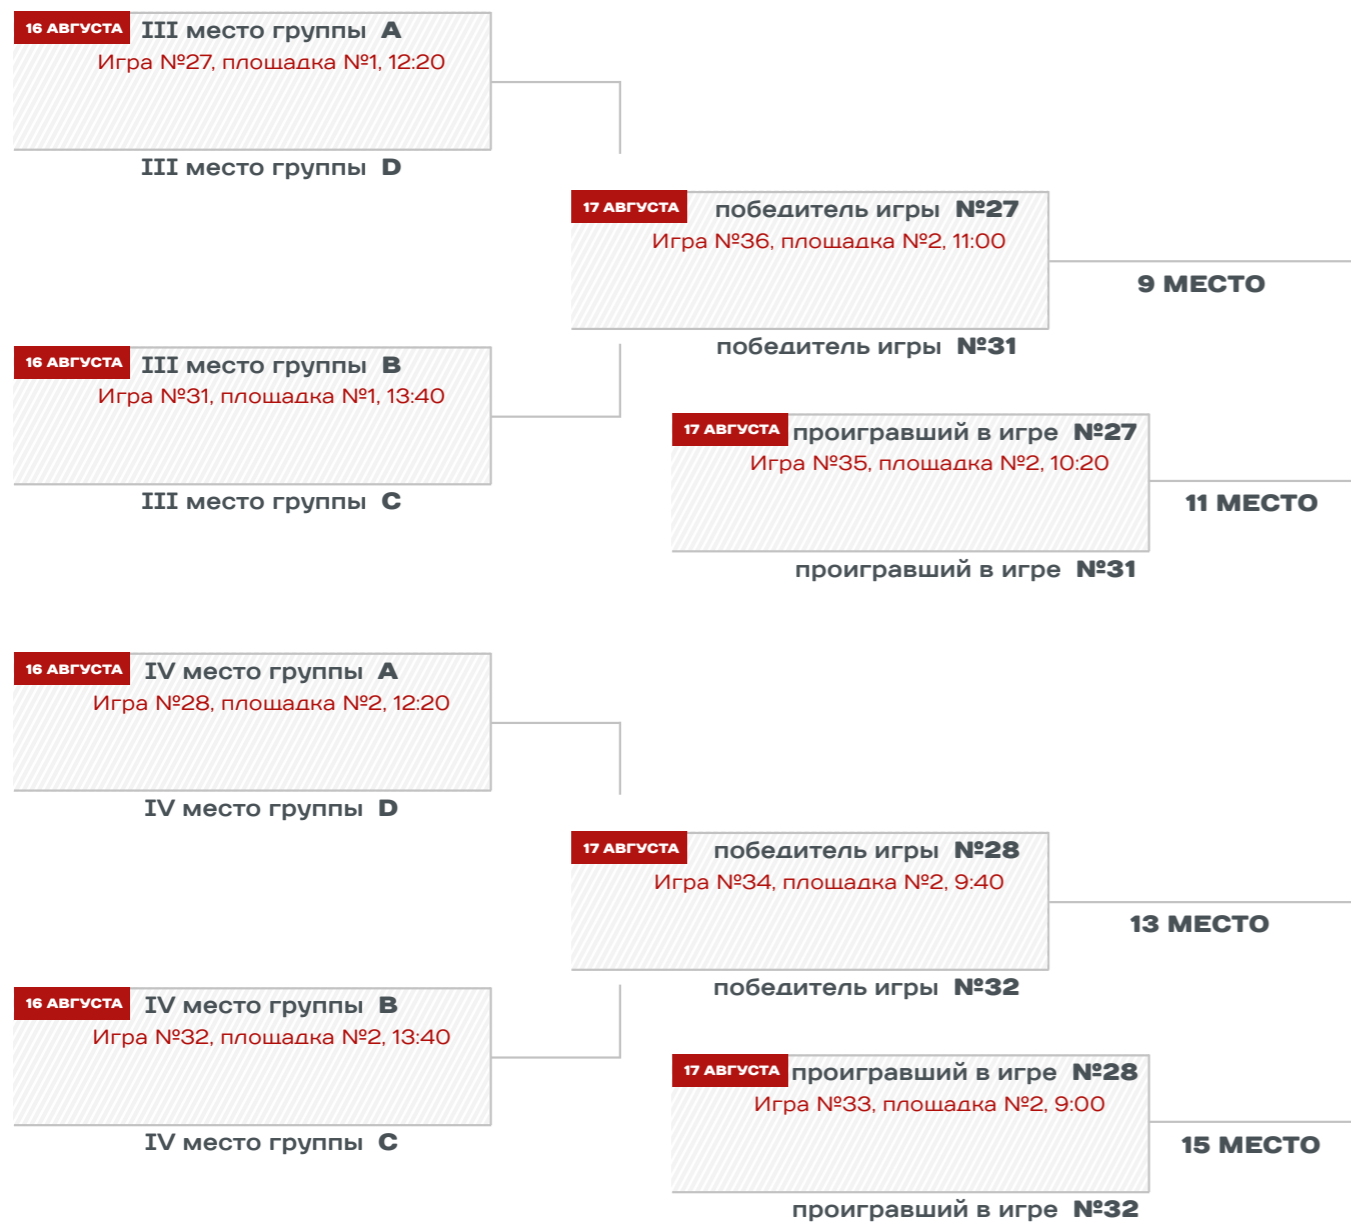 16 АВГУСТА III место группы A
Игра №27, площадка №1, 12:20
III место группы D
17 АВГУСТА победитель игры №27
Игра №36, площадка №2, 11:00
9 МЕСТО
победитель игры №31
16 АВГУСТА III место группы B
Игра №31, площадка №1, 13:40
III место группы C
17 АВГУСТА проигравший в игре №27
Игра №35, площадка №2, 10:20
11 МЕСТО
проигравший в игре №31
16 АВГУСТА IV место группы A
Игра №28, площадка №2, 12:20
IV место группы D
17 АВГУСТА победитель игры №28
Игра №34, площадка №2, 9:40
13 МЕСТО
победитель игры №32
16 АВГУСТА IV место группы B
Игра №32, площадка №2, 13:40
IV место группы C
17 АВГУСТА проигравший в игре №28
Игра №33, площадка №2, 9:00
15 МЕСТО
проигравший в игре №32